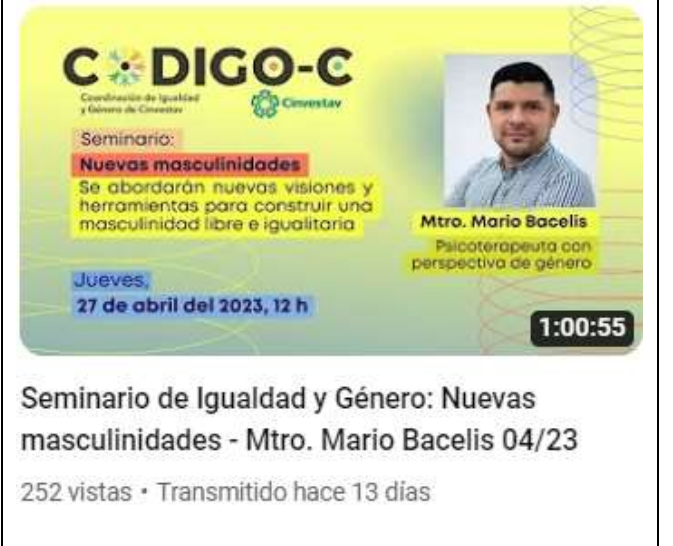 CÓDIGO-C
Coordinación de Igualdad
y Género de Cinvestav
Cinvestav
Seminario:
Nuevas masculinidades
Se abordarán nuevas visiones y
herramientas para construir una
masculinidad libre e igualitaria
Jueves,
27 de abril del 2023, 12 h
Mtro. Mario Bacelis
Psicoterapeuta con
perspectiva de género
1:00:55
Seminario de Igualdad y Género: Nuevas
masculinidades - Mtro. Mario Bacelis 04/23
252 vistas • Transmitido hace 13 días